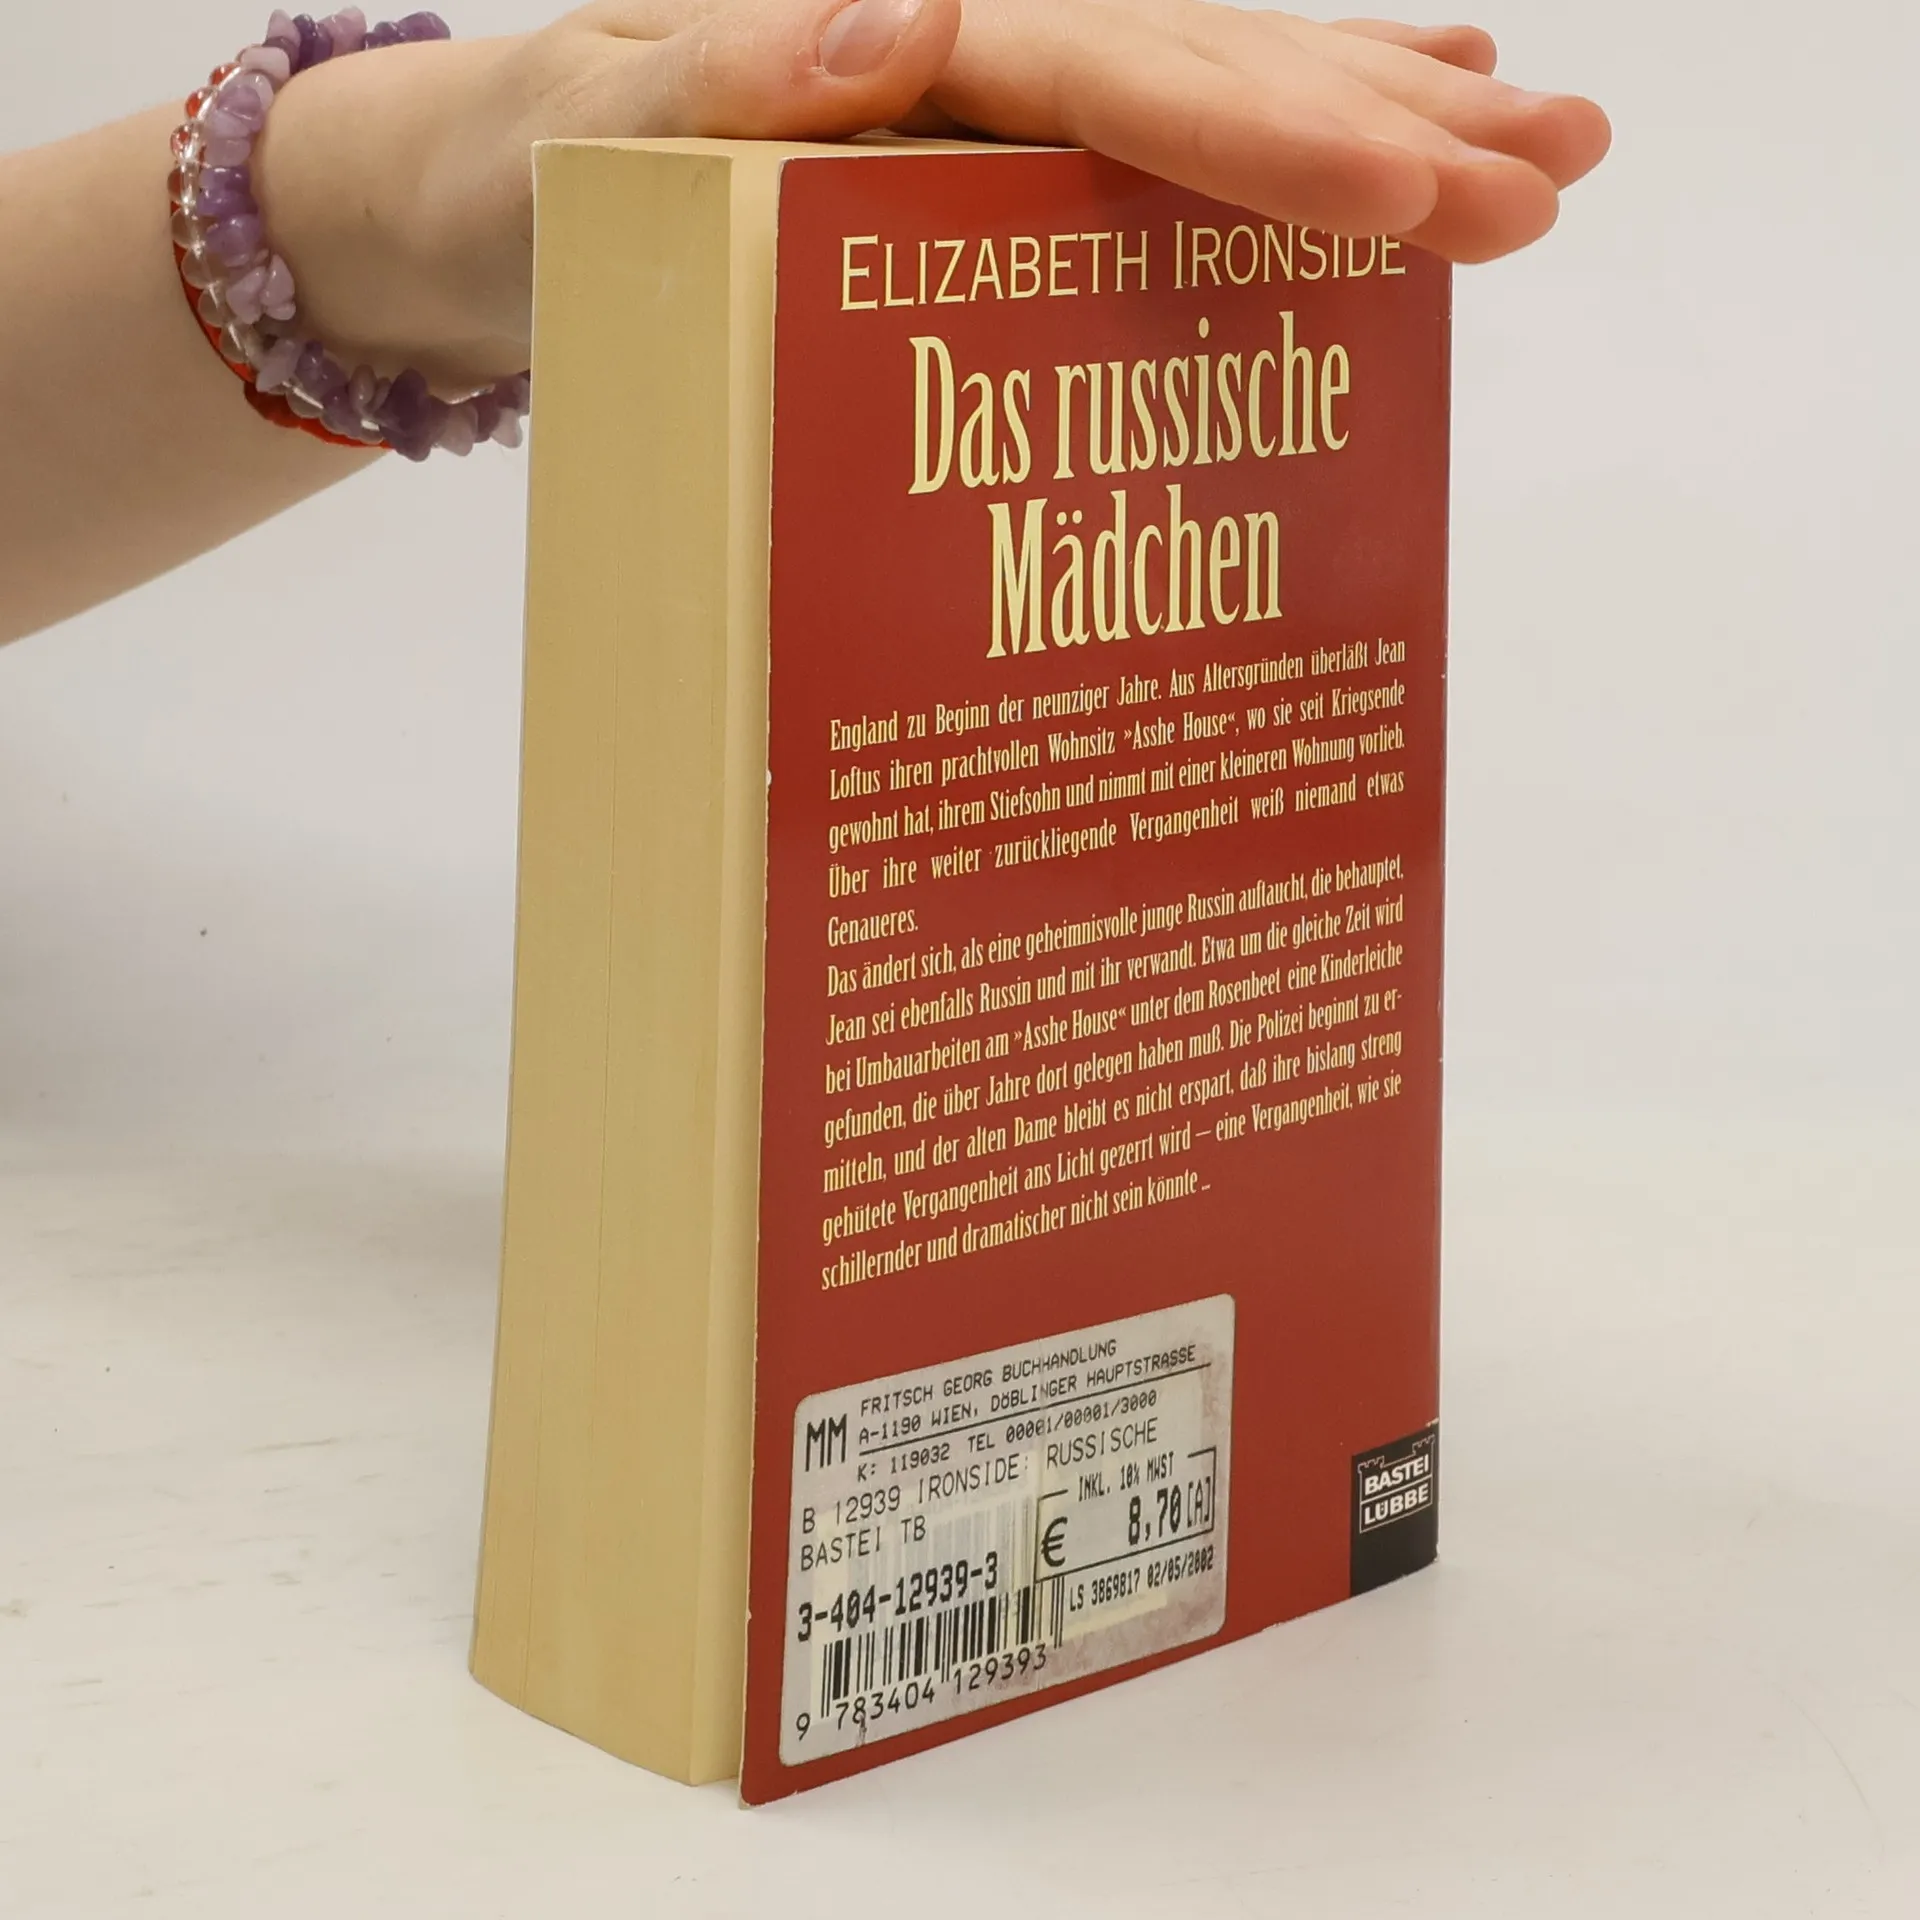 ELIZABETH IRONSIDE
Das russische
Mädchen
England zu Beginn der neunziger Jahre. Aus Altersgründen überläßt Jean
Loftus ihren prachtvollen Wohnsitz »Asshe House«, wo sie seit Kriegsende
gewohnt hat, ihrem Stiefsohn und nimmt mit einer kleineren Wohnung vorlieb.
Über ihre weiter zurückliegende Vergangenheit weiß niemand etwas
Genaueres.
Das ändert sich, als eine geheimnisvolle junge Russin auftaucht, die behauptet,
Jean sei ebenfalls Russin und mit ihr verwandt. Etwa um die gleiche Zeit wird
bei Umbauarbeiten am »Asshe House« unter dem Rosenbeet eine Kinderleiche
gefunden, die über Jahre dort gelegen haben muß. Die Polizei beginnt zu er-
mitteln, und der alten Dame bleibt es nicht erspart, daß ihre bislang streng
gehütete Vergangenheit ans Licht gezerrt wird – eine Vergangenheit, wie sie
schillernder und dramatischer nicht sein könnte ...
MM FRITSCH GEORG BUCHHANDLUNG
A-1190 WIEN, DÖBLINGER HAUPTSTRASSE
K: 119032 TEL 00001/00001/3000
B 12939 IRONSIDE: RUSSISCHE
BASTEI TB
INKL. 10% MWST
€ 8,70[A]
3-404-12939-3
LS 3869817 02/05/2002
9 783404 129393
BASTEI
LÜBBE